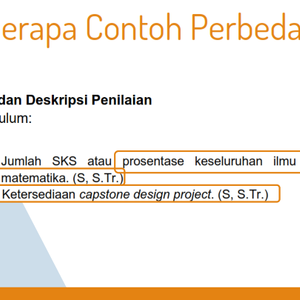 erapa Contoh Perbeda
dan Deskripsi Penilaian
ulum:
Jumlah SKS atau prosentase keseluruhan ilmu
matematika. (S, S.Tr.)
Ketersediaan capstone design project. (S, S.Tr.)